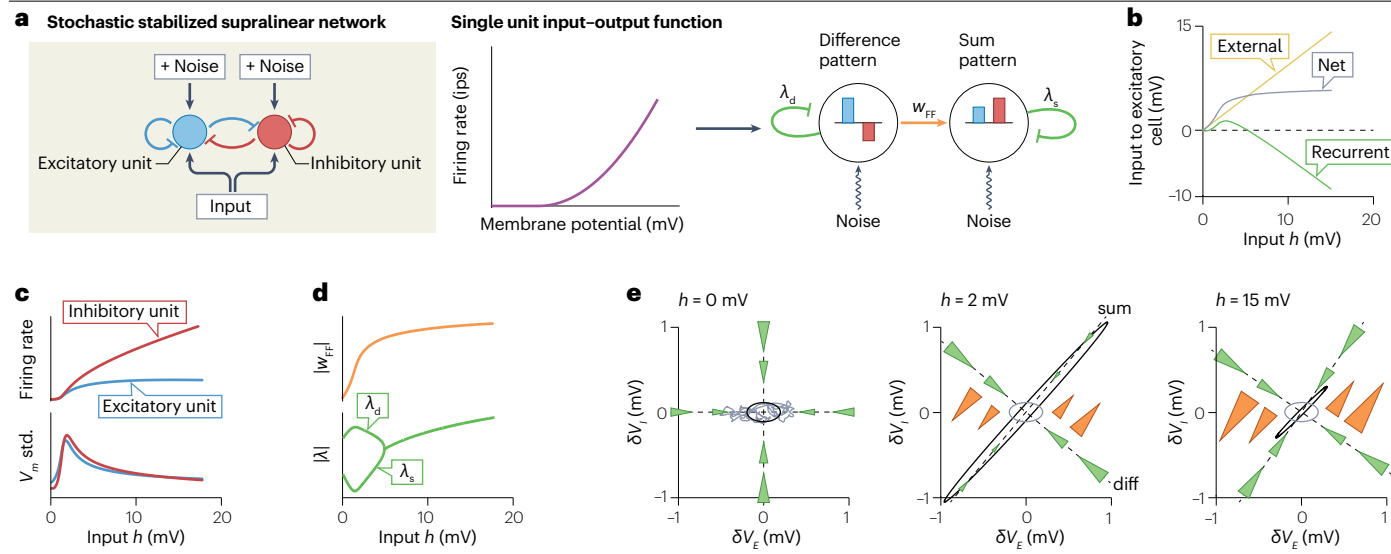 a Stochastic stabilized supralinear network
+ Noise + Noise
Excitatory unit Inhibitory unit
Input
Single unit input–output function
Firing rate (ips)
Membrane potential (mV)
Difference
pattern
Sum
pattern
λd wFF λs
Noise Noise
b
Input to excitatory
cell (mV)
15
0
–10
External
Net
Recurrent
0 10 20
Input h (mV)
c
Firing rate
Inhibitory unit
Excitatory unit
Vm std.
0 10 20
Input h (mV)
d
|wFF|
|λ|
λd
λs
0 10 20
Input h (mV)
e
h = 0 mV
δVI (mV)
1
0
–1
–1 0 1
δVE (mV)
h = 2 mV
sum
δVI (mV)
1
0
–1
diff
–1 0 1
δVE (mV)
h = 15 mV
δVI (mV)
1
0
–1
–1 0 1
δVE (mV)